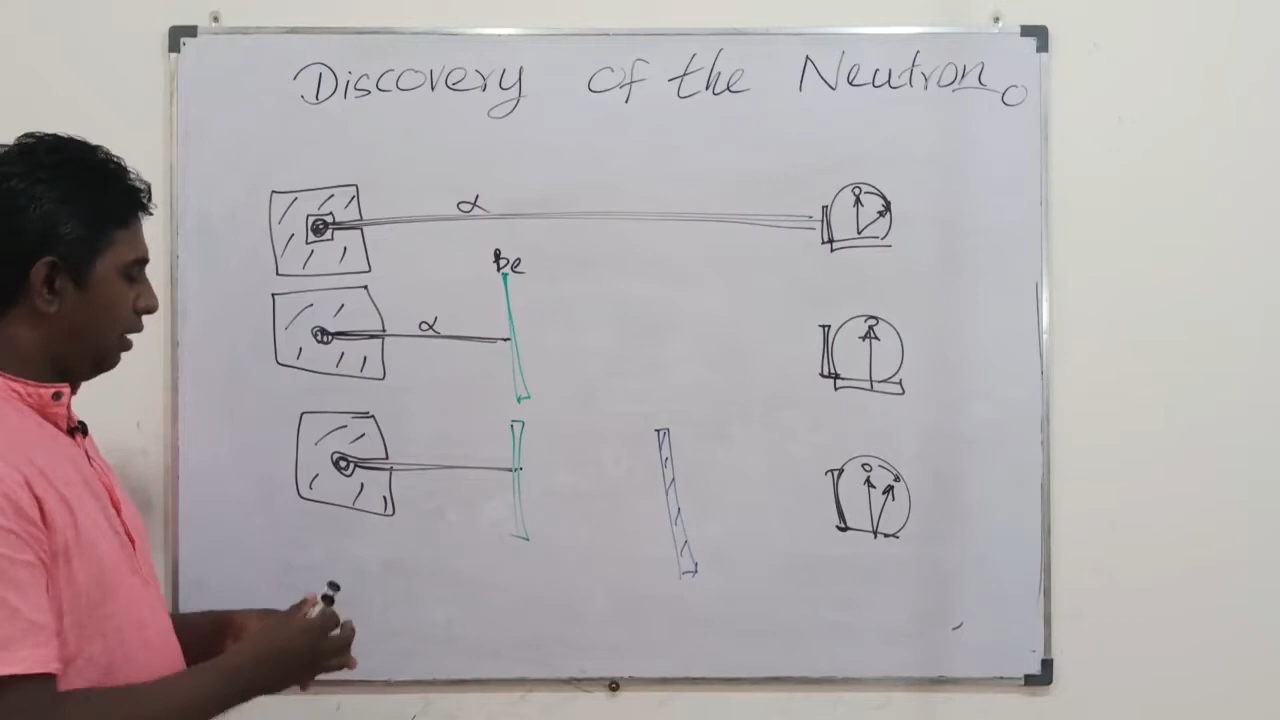 Discovery of the Neutron
α
Be
α